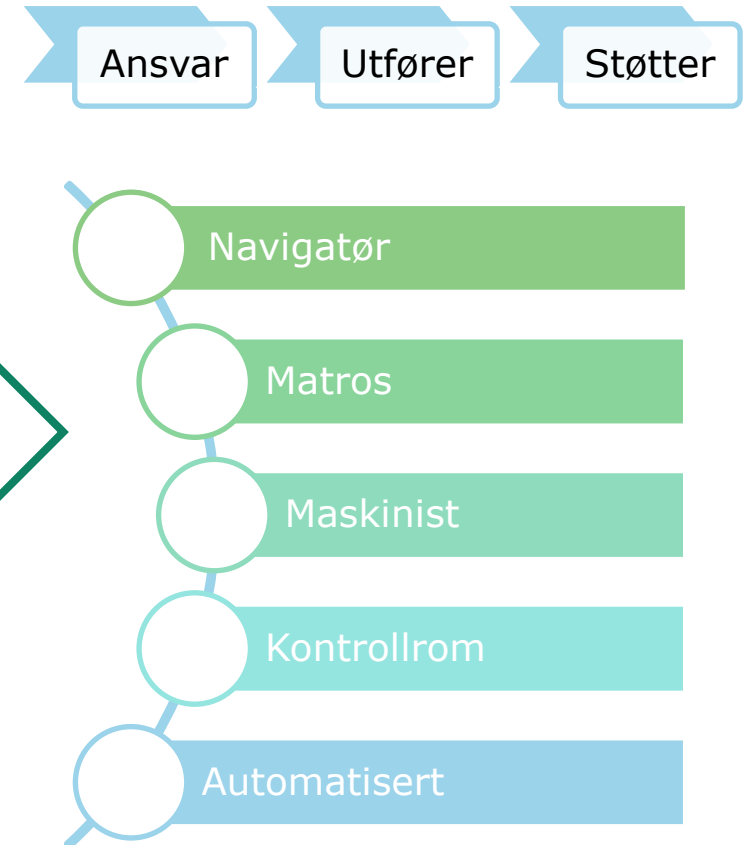 Ansvar Utfører Støtter
Navigatør
Matros
Maskinist
Kontrollrom
Automatisert